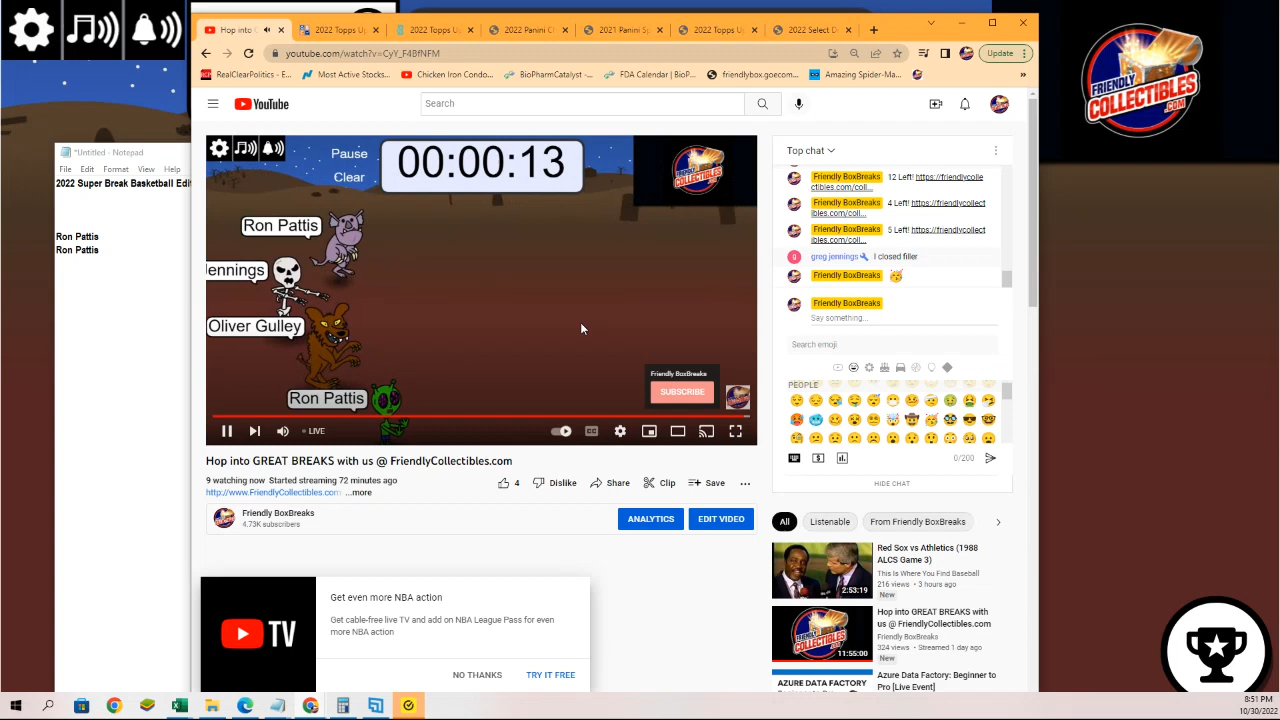 Hop into G
2022 Topps Up
2022 Topps Up
2022 Panini C
2021 Panini Sp
2022 Topps Up
2022 Select D
youtube.com/watch?v=CyY_F4BfNFM
Update
RealClearPolitics - E...
Most Active Stocks...
Chicken Iron Condo...
BioPharmCatalyst -...
FDA Calendar | BioP...
friendlybox.goecom...
Amazing Spider-Ma...
»
YouTube
Search
FRIENDLY
COLLECTIBLES
.COM
*Untitled - Notepad
File Edit Format View Help
2022 Super Break Basketball Edi
Ron Pattis
Ron Pattis
Pause
Clear
00:00:13
Ron Pattis
Jennings
Oliver Gulley
Ron Pattis
Friendly BoxBreaks
SUBSCRIBE
LIVE
Top chat
Friendly BoxBreaks 12 Left! https://friendlycolle
ctibles.com/coll...
Friendly BoxBreaks 4 Left! https://friendlycollect
ibles.com/coll...
Friendly BoxBreaks 5 Left! https://friendlycollect
ibles.com/coll...
greg jennings I closed filler
Friendly BoxBreaks 🥳
Friendly BoxBreaks
Say something...
Search emoji
PEOPLE
0/200
HIDE CHAT
Hop into GREAT BREAKS with us @ FriendlyCollectibles.com
9 watching now Started streaming 72 minutes ago
http://www.FriendlyCollectibles.com ...more
4 Dislike Share Clip Save ...
Friendly BoxBreaks
4.73K subscribers
ANALYTICS
EDIT VIDEO
All Listenable From Friendly BoxBreaks
Red Sox vs Athletics (1988
ALCS Game 3)
This Is Where You Find Baseball
216 views • 3 hours ago
New
2:53:19
Hop into GREAT BREAKS with
us @ FriendlyCollectibles.com
Friendly BoxBreaks
324 views • Streamed 1 day ago
New
11:55:00
AZURE DATA FACTORY:
Azure Data Factory: Beginner to
Pro [Live Event]
TV
Get even more NBA action
Get cable-free live TV and add on NBA League Pass for even
more NBA action
NO THANKS
TRY IT FREE
8:51 PM
10/30/2022